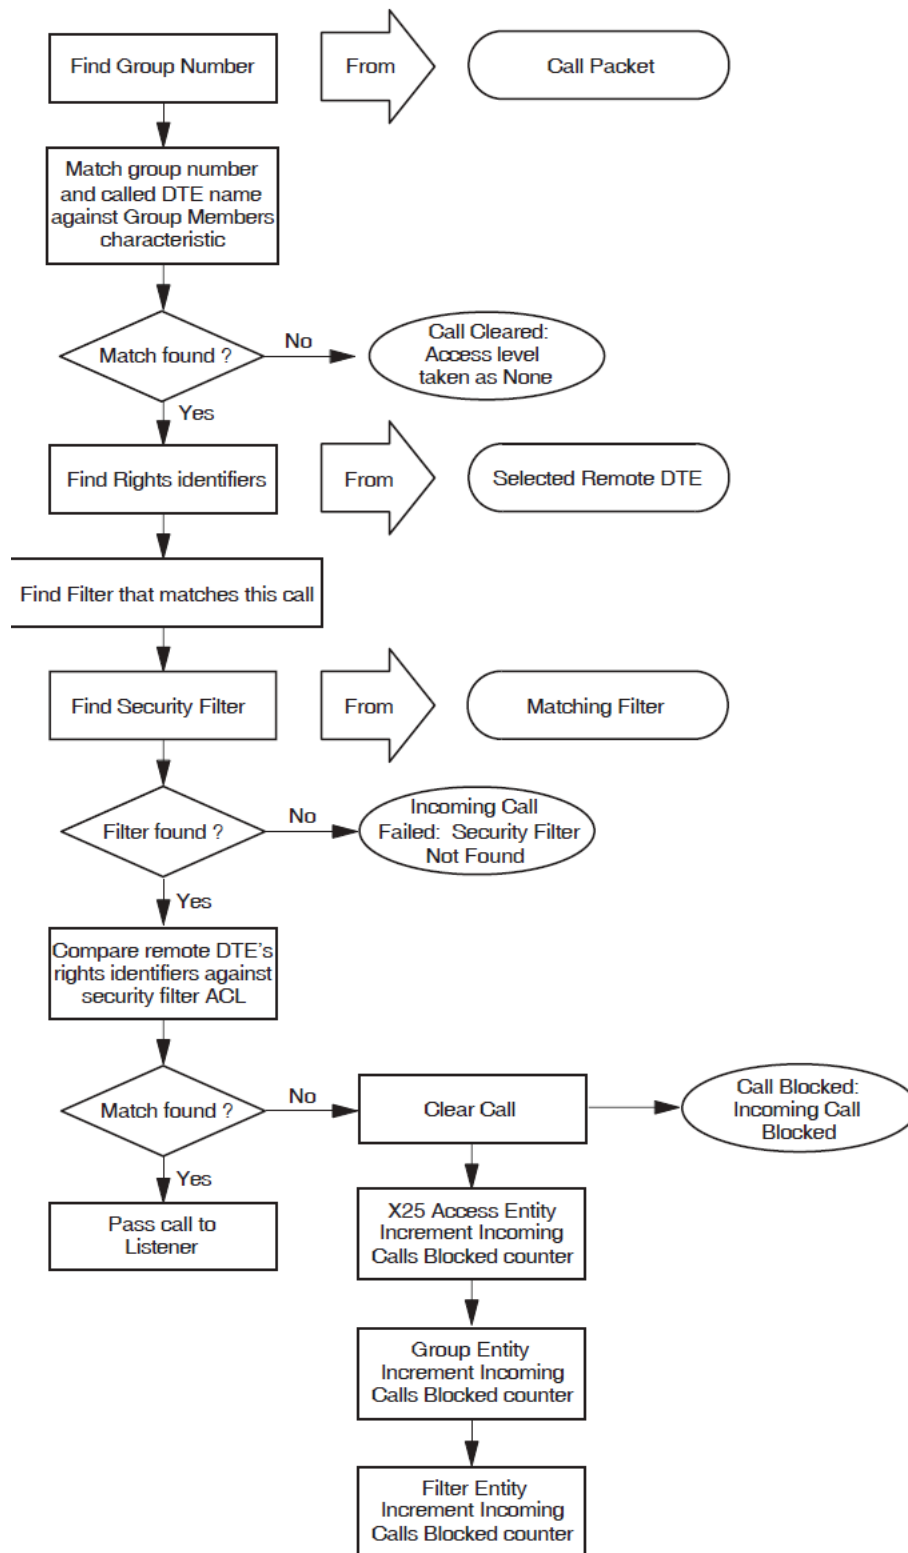 Find Group Number
From
Call Packet
Match group number
and called DTE name
against Group Members
characteristic
Match found ?
No
Call Cleared:
Access level
taken as None
Yes
Find Rights identifiers
From
Selected Remote DTE
Find Filter that matches this call
Find Security Filter
From
Matching Filter
Filter found ?
No
Incoming Call
Failed: Security Filter
Not Found
Yes
Compare remote DTE's
rights identifiers against
security filter ACL
Match found ?
No
Clear Call
Call Blocked:
Incoming Call
Blocked
Yes
Pass call to
Listener
X25 Access Entity
Increment Incoming
Calls Blocked counter
Group Entity
Increment Incoming
Calls Blocked counter
Filter Entity
Increment Incoming
Calls Blocked counter